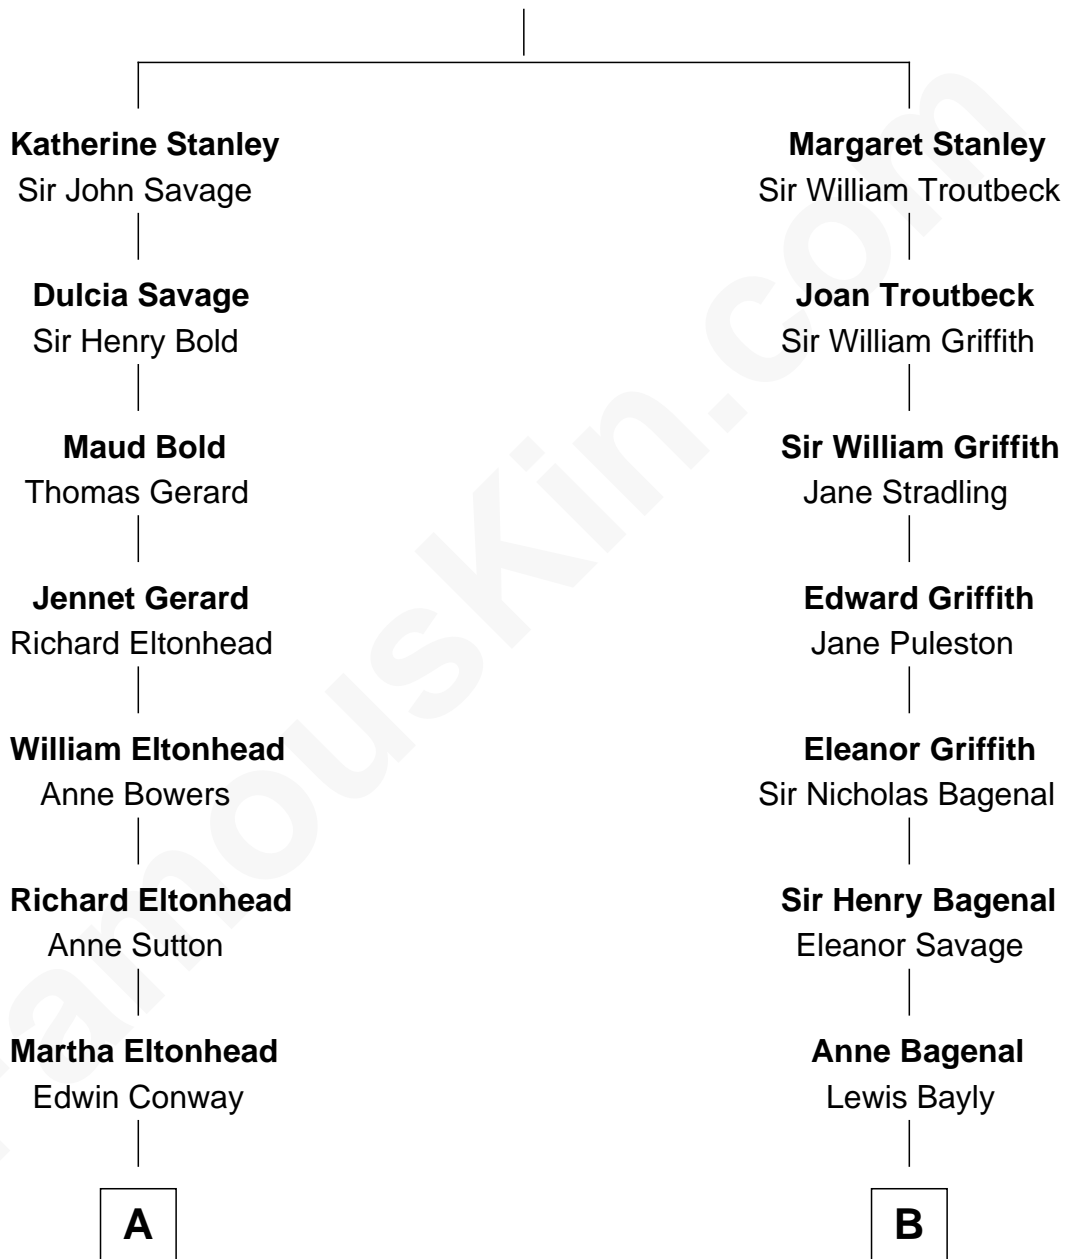 Katherine Stanley
Sir John Savage
Dulcia Savage
Sir Henry Bold
Maud Bold
Thomas Gerard
Jennet Gerard
Richard Eltonhead
William Eltonhead
Anne Bowers
Richard Eltonhead
Anne Sutton
Martha Eltonhead
Edwin Conway
A
Margaret Stanley
Sir William Troutbeck
Joan Troutbeck
Sir William Griffith
Sir William Griffith
Jane Stradling
Edward Griffith
Jane Puleston
Eleanor Griffith
Sir Nicholas Bagenal
Sir Henry Bagenal
Eleanor Savage
Anne Bagenal
Lewis Bayly
B
FamousKin.com